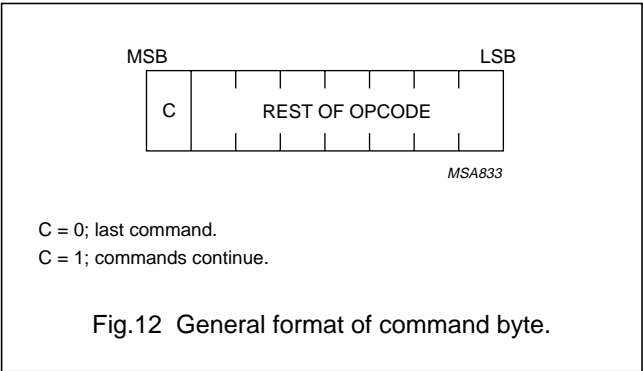 MSB LSB
C REST OF OPCODE
MSA833
C = 0; last command.
C = 1; commands continue.
Fig.12 General format of command byte.